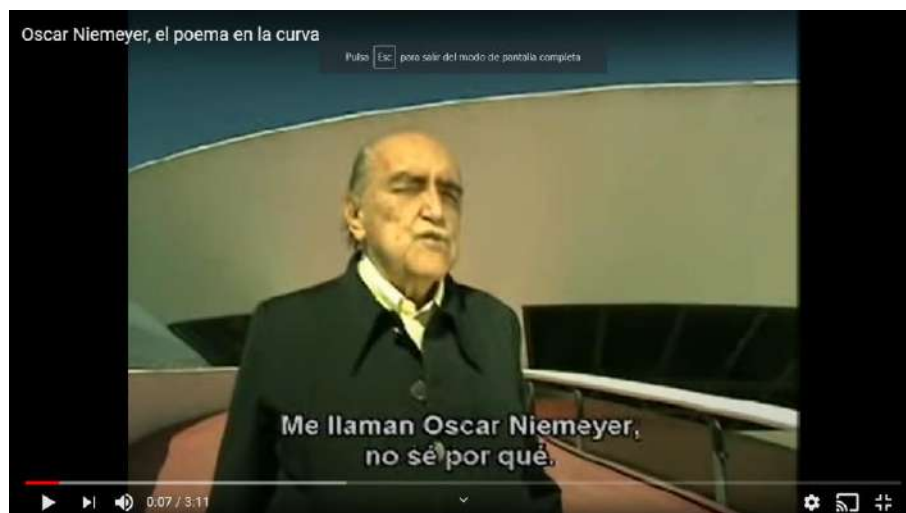 Oscar Niemeyer, el poema en la curva
Pulsa Esc para salir del modo de pantalla completa
Me llaman Oscar Niemeyer,
no sé por qué.
0:07 / 3:11